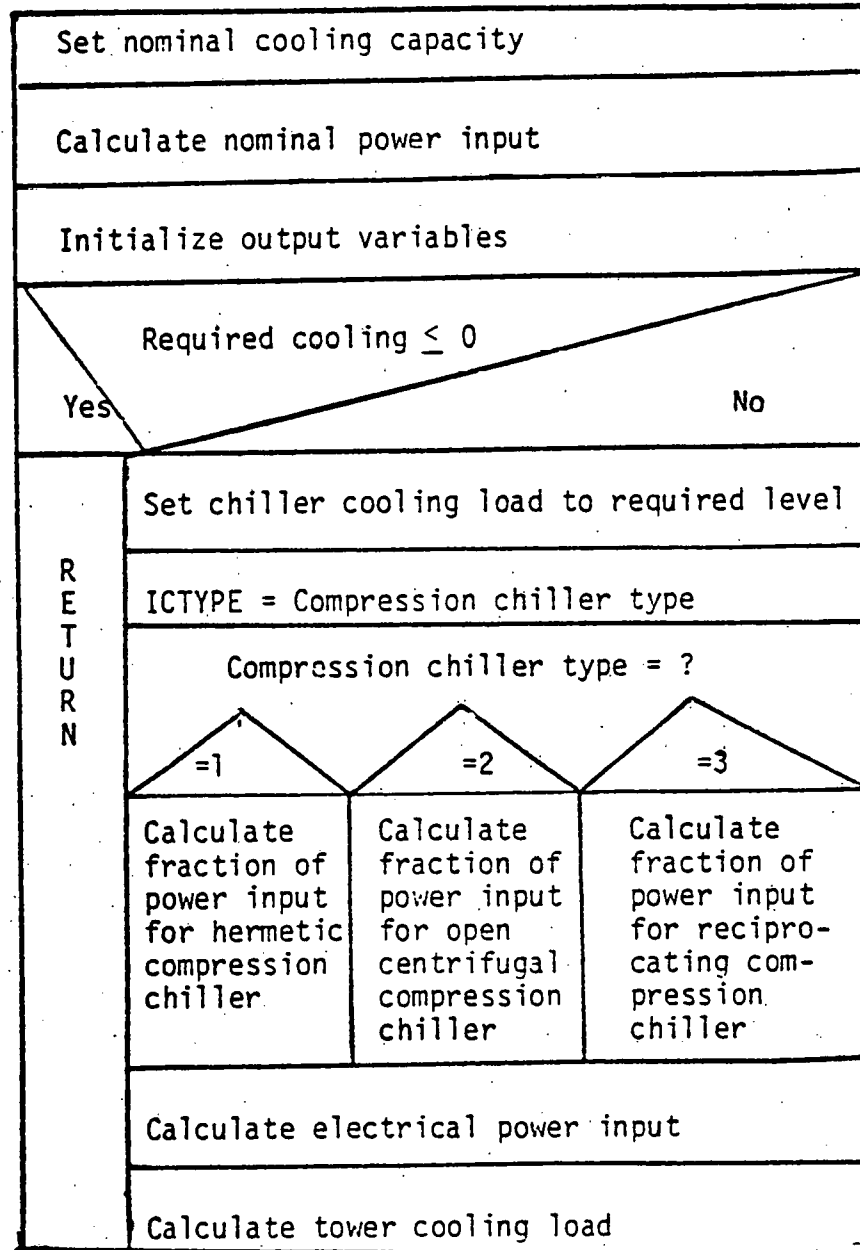 Set nominal cooling capacity
Calculate nominal power input
Initialize output variables
Required cooling ≤ 0
Yes
No
R
E
T
U
R
N
Set chiller cooling load to required level
ICTYPE = Compression chiller type
Compression chiller type = ?
=1
=2
=3
Calculate
fraction of
power input
for hermetic
compression
chiller
Calculate
fraction of
power input
for open
centrifugal
compression
chiller
Calculate
fraction of
power input
for recipro-
cating com-
pression
chiller
Calculate electrical power input
Calculate tower cooling load